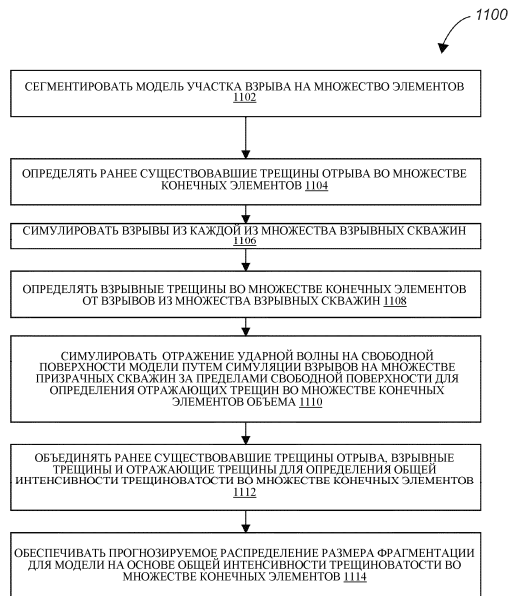 1100
СЕГМЕНТИРОВАТЬ МОДЕЛЬ УЧАСТКА ВЗРЫВА НА МНОЖЕСТВО ЭЛЕМЕНТОВ
1102
ОПРЕДЕЛЯТЬ РАНЕЕ СУЩЕСТВОВАВШИЕ ТРЕЩИНЫ ОТРЫВА ВО МНОЖЕСТВЕ
КОНЕЧНЫХ ЭЛЕМЕНТОВ 1104
СИМУЛИРОВАТЬ ВЗРЫВЫ ИЗ КАЖДОЙ ИЗ МНОЖЕСТВА ВЗРЫВНЫХ СКВАЖИН
1106
ОПРЕДЕЛЯТЬ ВЗРЫВНЫЕ ТРЕЩИНЫ ВО МНОЖЕСТВЕ КОНЕЧНЫХ ЭЛЕМЕНТОВ
ОТ ВЗРЫВОВ ИЗ МНОЖЕСТВА ВЗРЫВНЫХ СКВАЖИН 1108
СИМУЛИРОВАТЬ ОТРАЖЕНИЕ УДАРНОЙ ВОЛНЫ НА СВОБОДНОЙ
ПОВЕРХНОСТИ МОДЕЛИ ПУТЕМ СИМУЛЯЦИИ ВЗРЫВОВ НА МНОЖЕСТВЕ
ПРИЗРАЧНЫХ СКВАЖИН ЗА ПРЕДЕЛАМИ СВОБОДНОЙ ПОВЕРХНОСТИ ДЛЯ
ОПРЕДЕЛЕНИЯ ОТРАЖАЮЩИХ ТРЕЩИН ВО МНОЖЕСТВЕ КОНЕЧНЫХ
ЭЛЕМЕНТОВ ОБЪЕМА 1110
ОБЪЕДИНЯТЬ РАНЕЕ СУЩЕСТВОВАВШИЕ ТРЕЩИНЫ ОТРЫВА, ВЗРЫВНЫЕ
ТРЕЩИНЫ И ОТРАЖАЮЩИЕ ТРЕЩИНЫ ДЛЯ ОПРЕДЕЛЕНИЯ ОБЩЕЙ
ИНТЕНСИВНОСТИ ТРЕЩИНОВАТОСТИ ВО МНОЖЕСТВЕ КОНЕЧНЫХ ЭЛЕМЕНТОВ
1112
ОБЕСПЕЧИВАТЬ ПРОГНОЗИРУЕМОЕ РАСПРЕДЕЛЕНИЕ РАЗМЕРА ФРАГМЕНТАЦИИ
ДЛЯ МОДЕЛИ НА ОСНОВЕ ОБЩЕЙ ИНТЕНСИВНОСТИ ТРЕЩИНОВАТОСТИ ВО
МНОЖЕСТВЕ КОНЕЧНЫХ ЭЛЕМЕНТОВ 1114